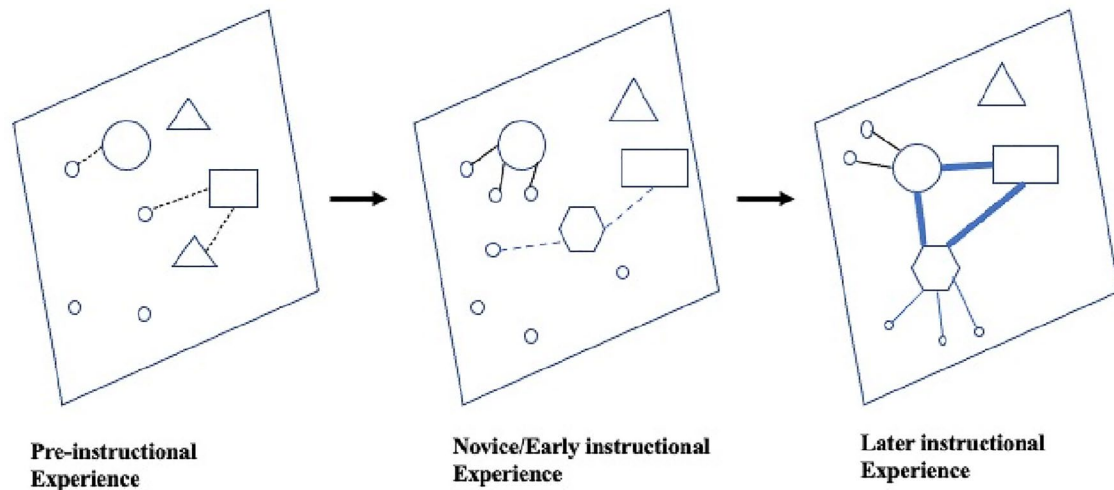 Pre-instructional
Experience
Novice/Early instructional
Experience
Later instructional
Experience